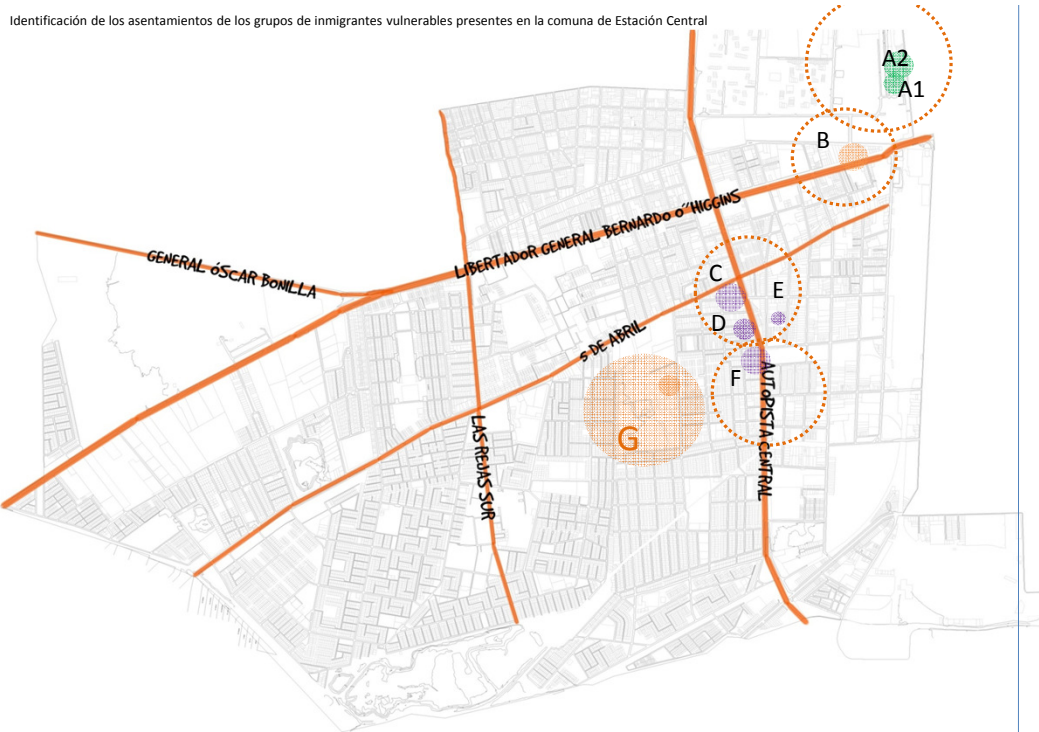 Identificación de los asentamientos de los grupos de inmigrantes vulnerables presentes en la comuna de Estación Central
A2
A1
B
LIBERTADOR GENERAL BERNARDO O"HIGGINS
GENERAL ÓSCAR BONILLA
C
E
D
5 DE ABRIL
F
AUTOPISTA CENTRAL
G
LAS REJAS SUR